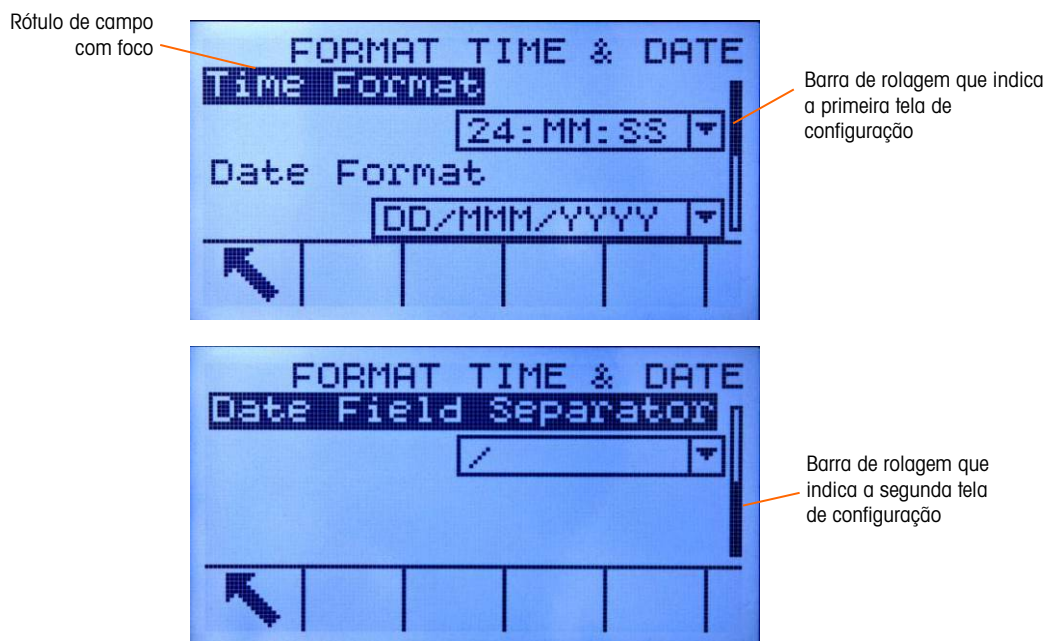 Rótulo de campo
com foco
FORMAT TIME & DATE
Time Format
24:MM:SS
Date Format
DD/MMM/YYYY
Barra de rolagem que indica
a primeira tela de
configuração
FORMAT TIME & DATE
Date Field Separator
/
Barra de rolagem que
indica a segunda tela
de configuração